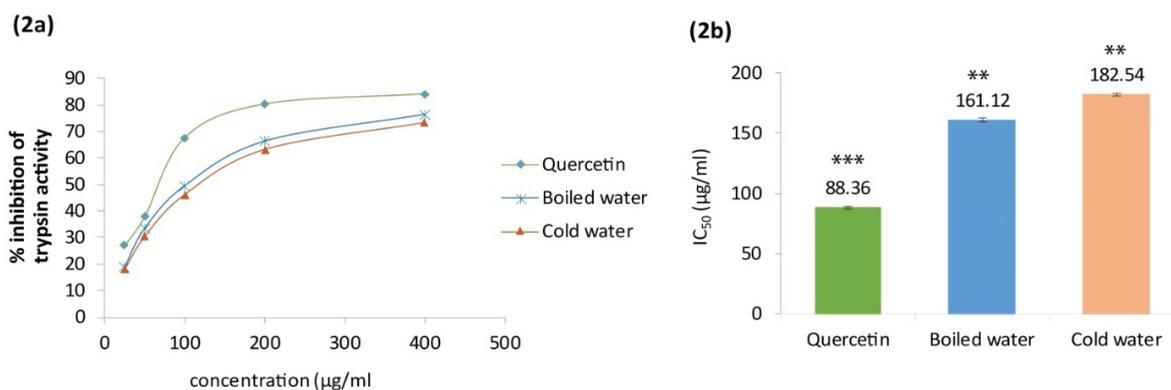 (2a)
% inhibition of
trypsin activity
90
80
70
60
50
40
30
20
10
0
0 100 200 300 400 500
concentration (µg/ml
Quercetin
Boiled water
Cold water
(2b)
IC50 (µg/ml)
200
150
100
50
0
***
88.36
**
161.12
**
182.54
Quercetin Boiled water Cold water